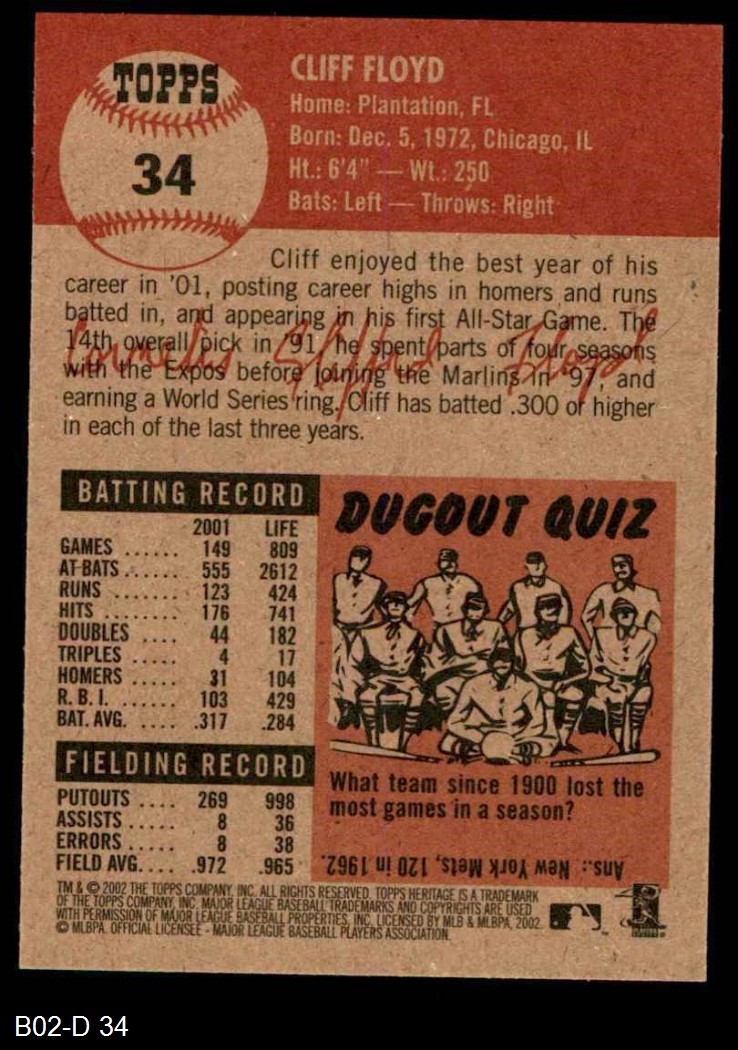 TOPPS
34
CLIFF FLOYD
Home: Plantation, FL
Born: Dec. 5, 1972, Chicago, IL
Ht.: 6'4" — Wt.: 250
Bats: Left — Throws: Right
Cliff enjoyed the best year of his
career in '01, posting career highs in homers and runs
batted in, and appearing in his first All-Star Game. The
14th overall pick in '91, he spent parts of four seasons
with the Expos before joining the Marlins in '97, and
earning a World Series ring. Cliff has batted .300 or higher
in each of the last three years.
Cornelius Clifford Floyd
BATTING RECORD
2001 LIFE
GAMES ...... 149 809
AT-BATS ...... 555 2612
RUNS ...... 123 424
HITS ........ 176 741
DOUBLES .... 44 182
TRIPLES ..... 4 17
HOMERS .... 31 104
R. B. I. ...... 103 429
BAT. AVG. .... .317 .284
FIELDING RECORD
PUTOUTS .... 269 998
ASSISTS ..... 8 36
ERRORS ..... 8 38
FIELD AVG. ... .972 .965
DUGOUT QUIZ
What team since 1900 lost the
most games in a season?
Ans.: New York Mets, 120 in 1962.
TM & © 2002 THE TOPPS COMPANY, INC. ALL RIGHTS RESERVED. TOPPS HERITAGE IS A TRADEMARK
OF THE TOPPS COMPANY, INC. MAJOR LEAGUE BASEBALL TRADEMARKS AND COPYRIGHTS ARE USED
WITH PERMISSION OF MAJOR LEAGUE BASEBALL PROPERTIES, INC. LICENSED BY MLB & MLBPA, 2002.
© MLBPA. OFFICIAL LICENSEE - MAJOR LEAGUE BASEBALL PLAYERS ASSOCIATION.
B02-D 34